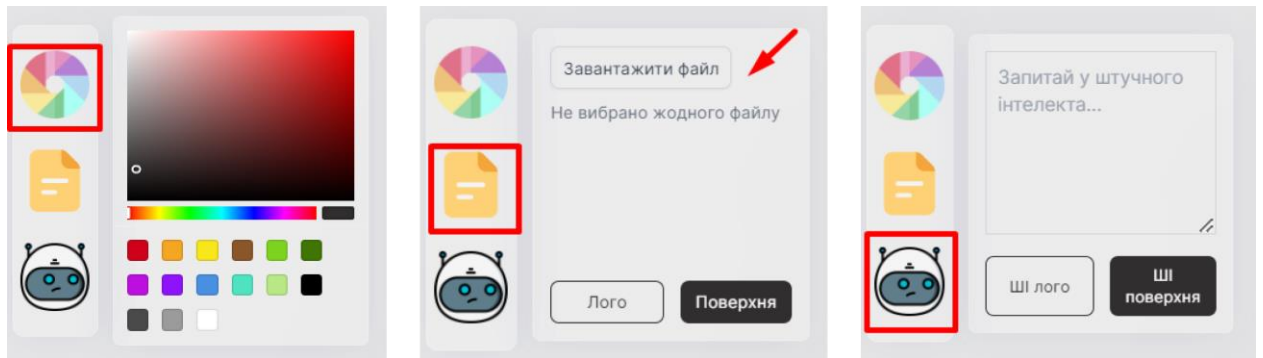 Завантажити файл
Не вибрано жодного файлу
Лого
Поверхня
Запитай у штучного
інтелекта...
ШІ лого
ШІ
поверхня